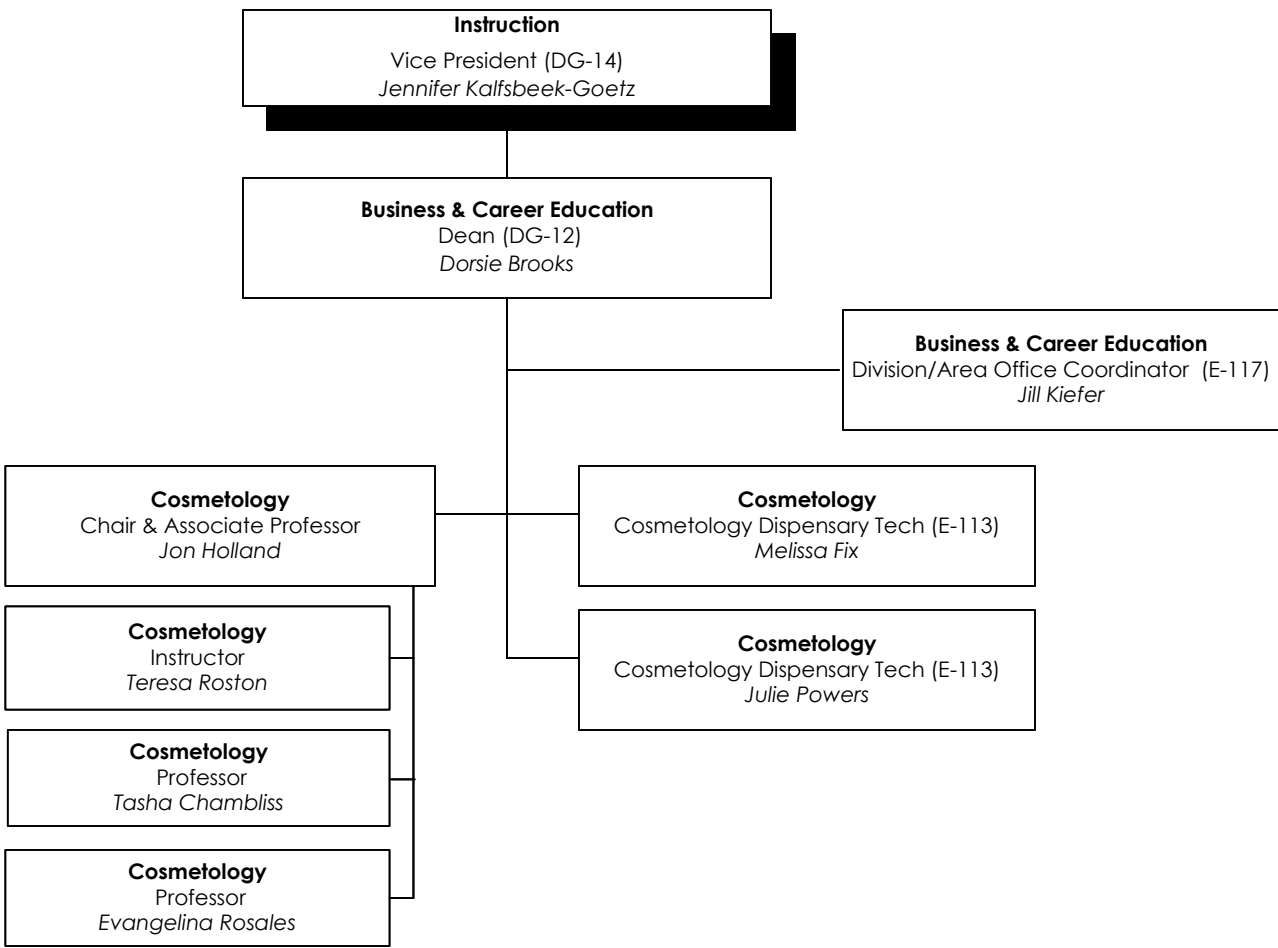 Instruction
Vice President (DG-14)
Jennifer Kalfsbeek-Goetz
Business & Career Education
Dean (DG-12)
Dorsie Brooks
Business & Career Education
Division/Area Office Coordinator  (E-117)
Jill Kiefer
Cosmetology
Chair & Associate Professor
Jon Holland
Cosmetology
Instructor
Teresa Roston
Cosmetology
Professor
Tasha Chambliss
Cosmetology
Professor
Evangelina Rosales
Cosmetology
Cosmetology Dispensary Tech (E-113)
Melissa Fix
Cosmetology
Cosmetology Dispensary Tech (E-113)
Julie Powers